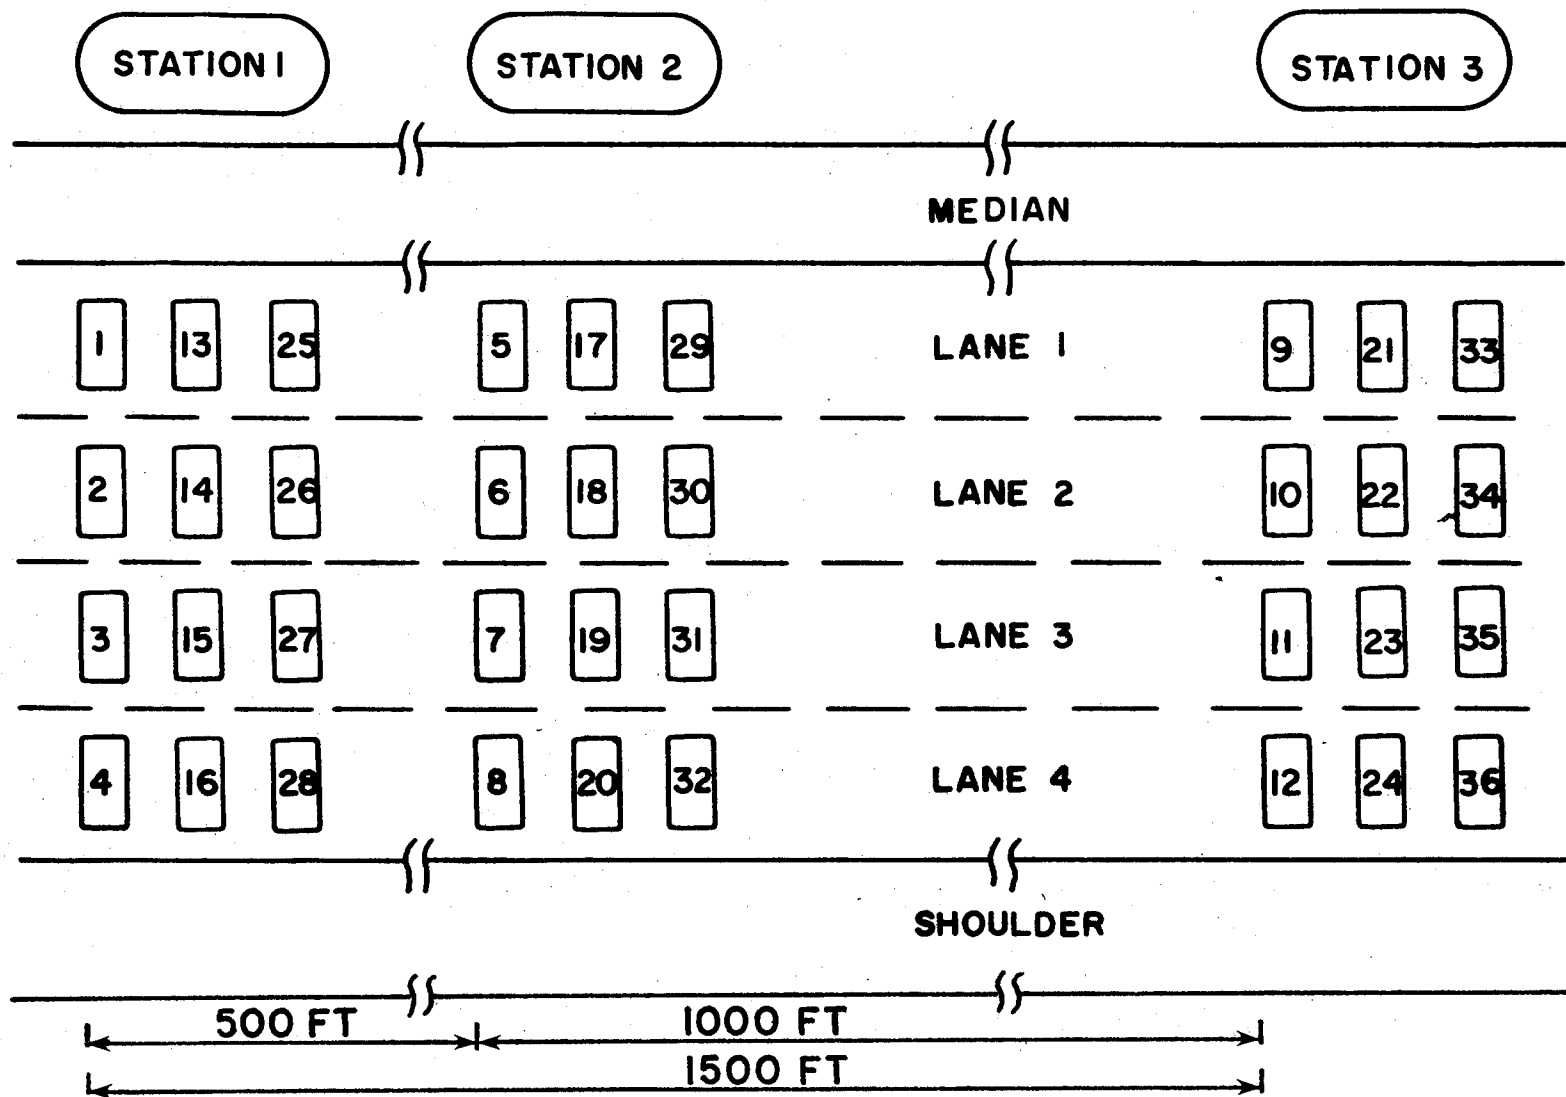 STATION 1 STATION 2 STATION 3
MEDIAN
1 13 25 5 17 29 LANE 1 9 21 33
2 14 26 6 18 30 LANE 2 10 22 34
3 15 27 7 19 31 LANE 3 11 23 35
4 16 28 8 20 32 LANE 4 12 24 36
SHOULDER
500 FT 1000 FT
1500 FT